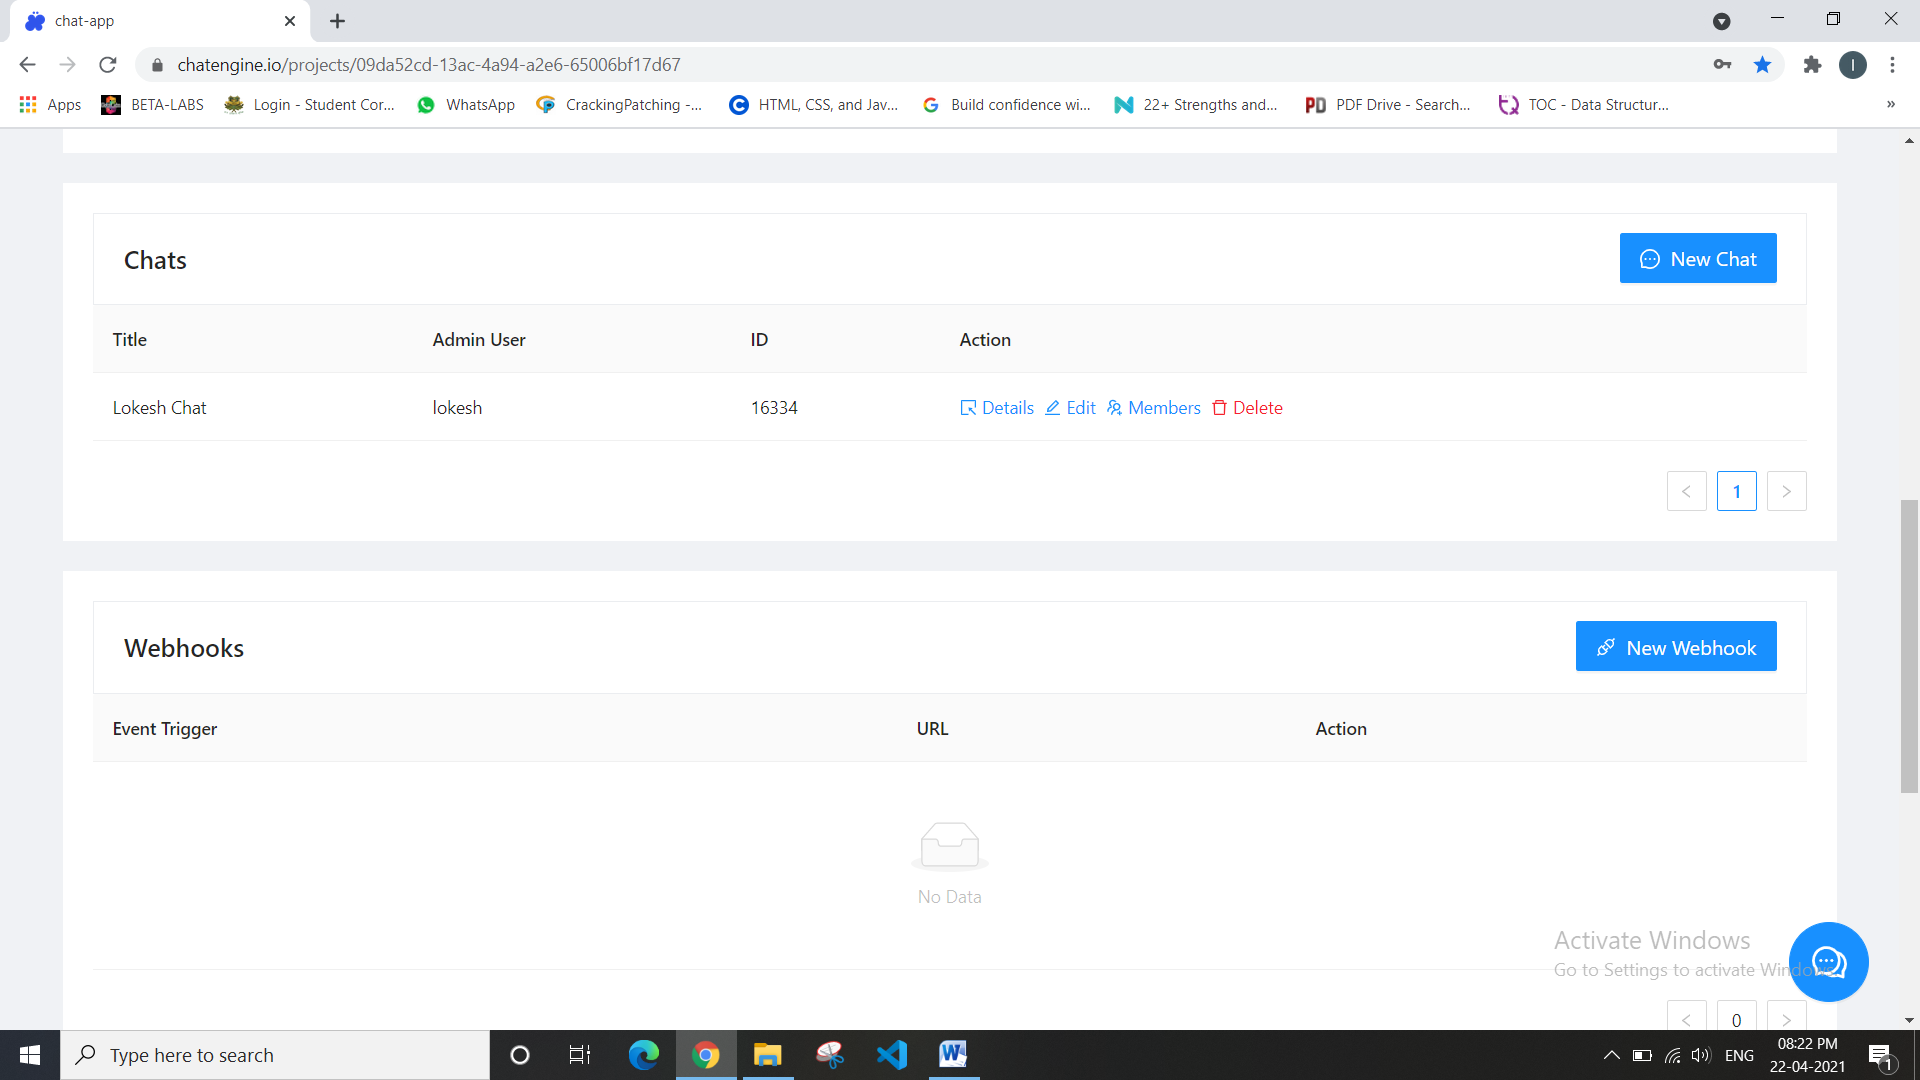 chat-app
chatengine.io/projects/09da52cd-13ac-4a94-a2e6-65006bf17d67
I
Apps BETA-LABS Login - Student Cor... WhatsApp CrackingPatching -... HTML, CSS, and Jav... Build confidence wi... 22+ Strengths and... PDF Drive - Search... TOC - Data Structur... »
Chats
New Chat
Title Admin User ID Action
Lokesh Chat lokesh 16334 Details Edit Members Delete
< 1 >
Webhooks
New Webhook
Event Trigger URL Action
No Data
Activate Windows
Go to Settings to activate Windows.
< 0 >
Type here to search
ENG
08:22 PM
22-04-2021
1